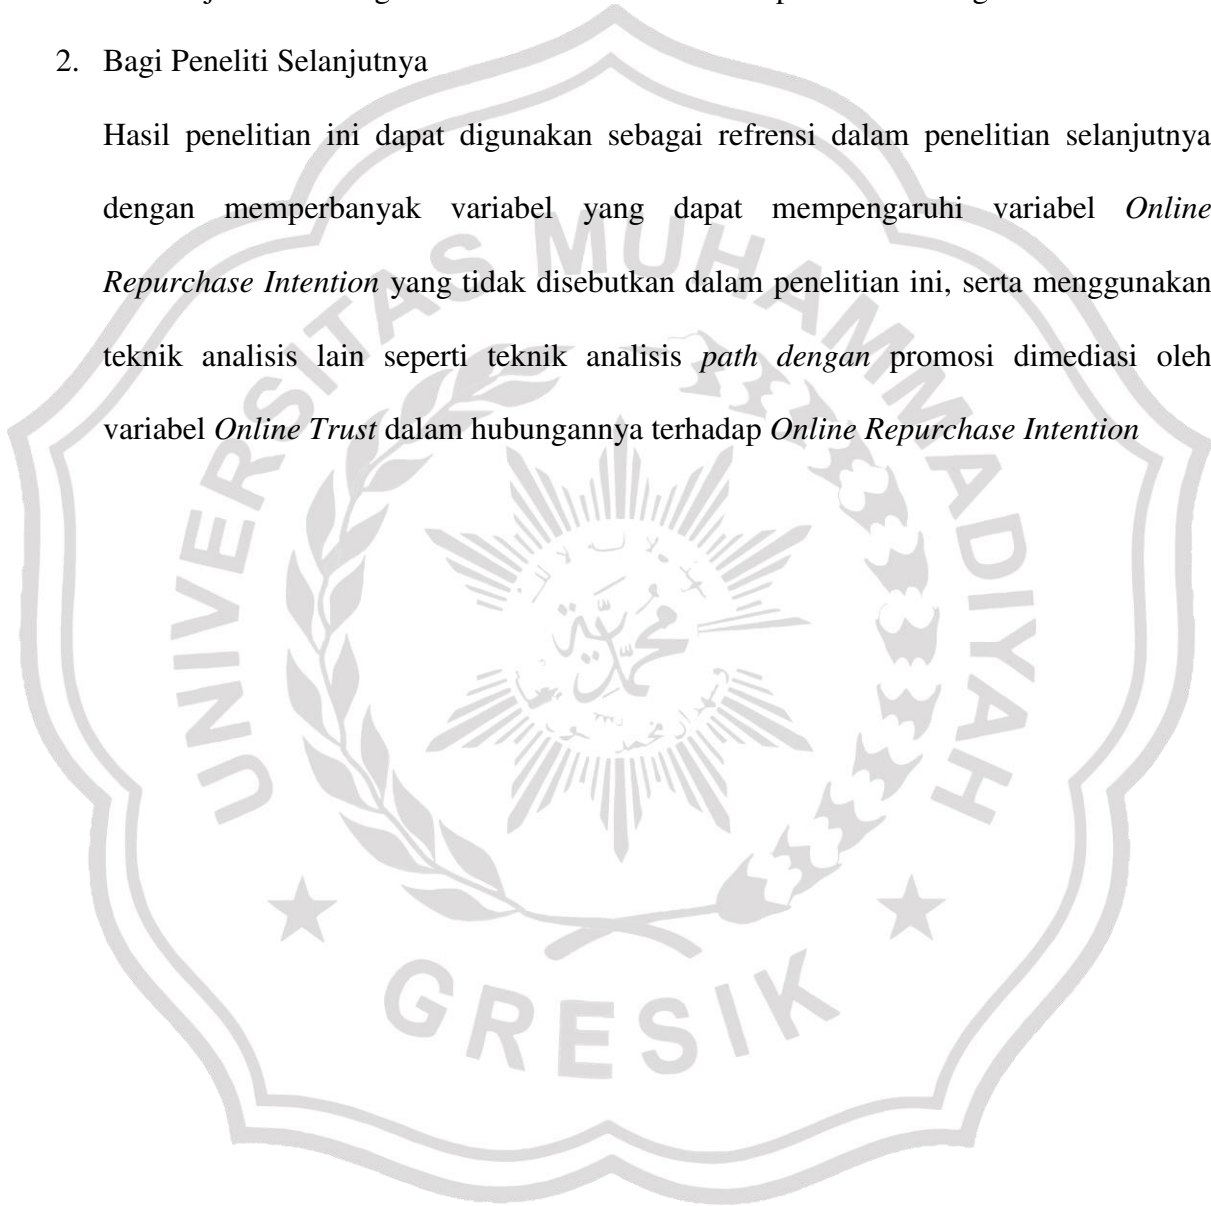 2. Bagi Peneliti Selanjutnya
Hasil penelitian ini dapat digunakan sebagai refrensi dalam penelitian selanjutnya
dengan memperbanyak variabel yang dapat mempengaruhi variabel Online
Repurchase Intention yang tidak disebutkan dalam penelitian ini, serta menggunakan
teknik analisis lain seperti teknik analisis path dengan promosi dimediasi oleh
variabel Online Trust dalam hubungannya terhadap Online Repurchase Intention
UNIVERSITAS MUHAMMADIYAH
محمدية
GRESIK